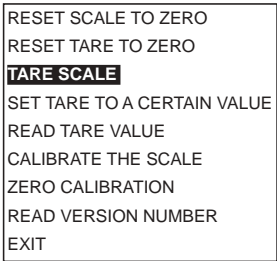 RESET SCALE TO ZERO
RESET TARE TO ZERO
TARE SCALE
SET TARE TO A CERTAIN VALUE
READ TARE VALUE
CALIBRATE THE SCALE
ZERO CALIBRATION
READ VERSION NUMBER
EXIT